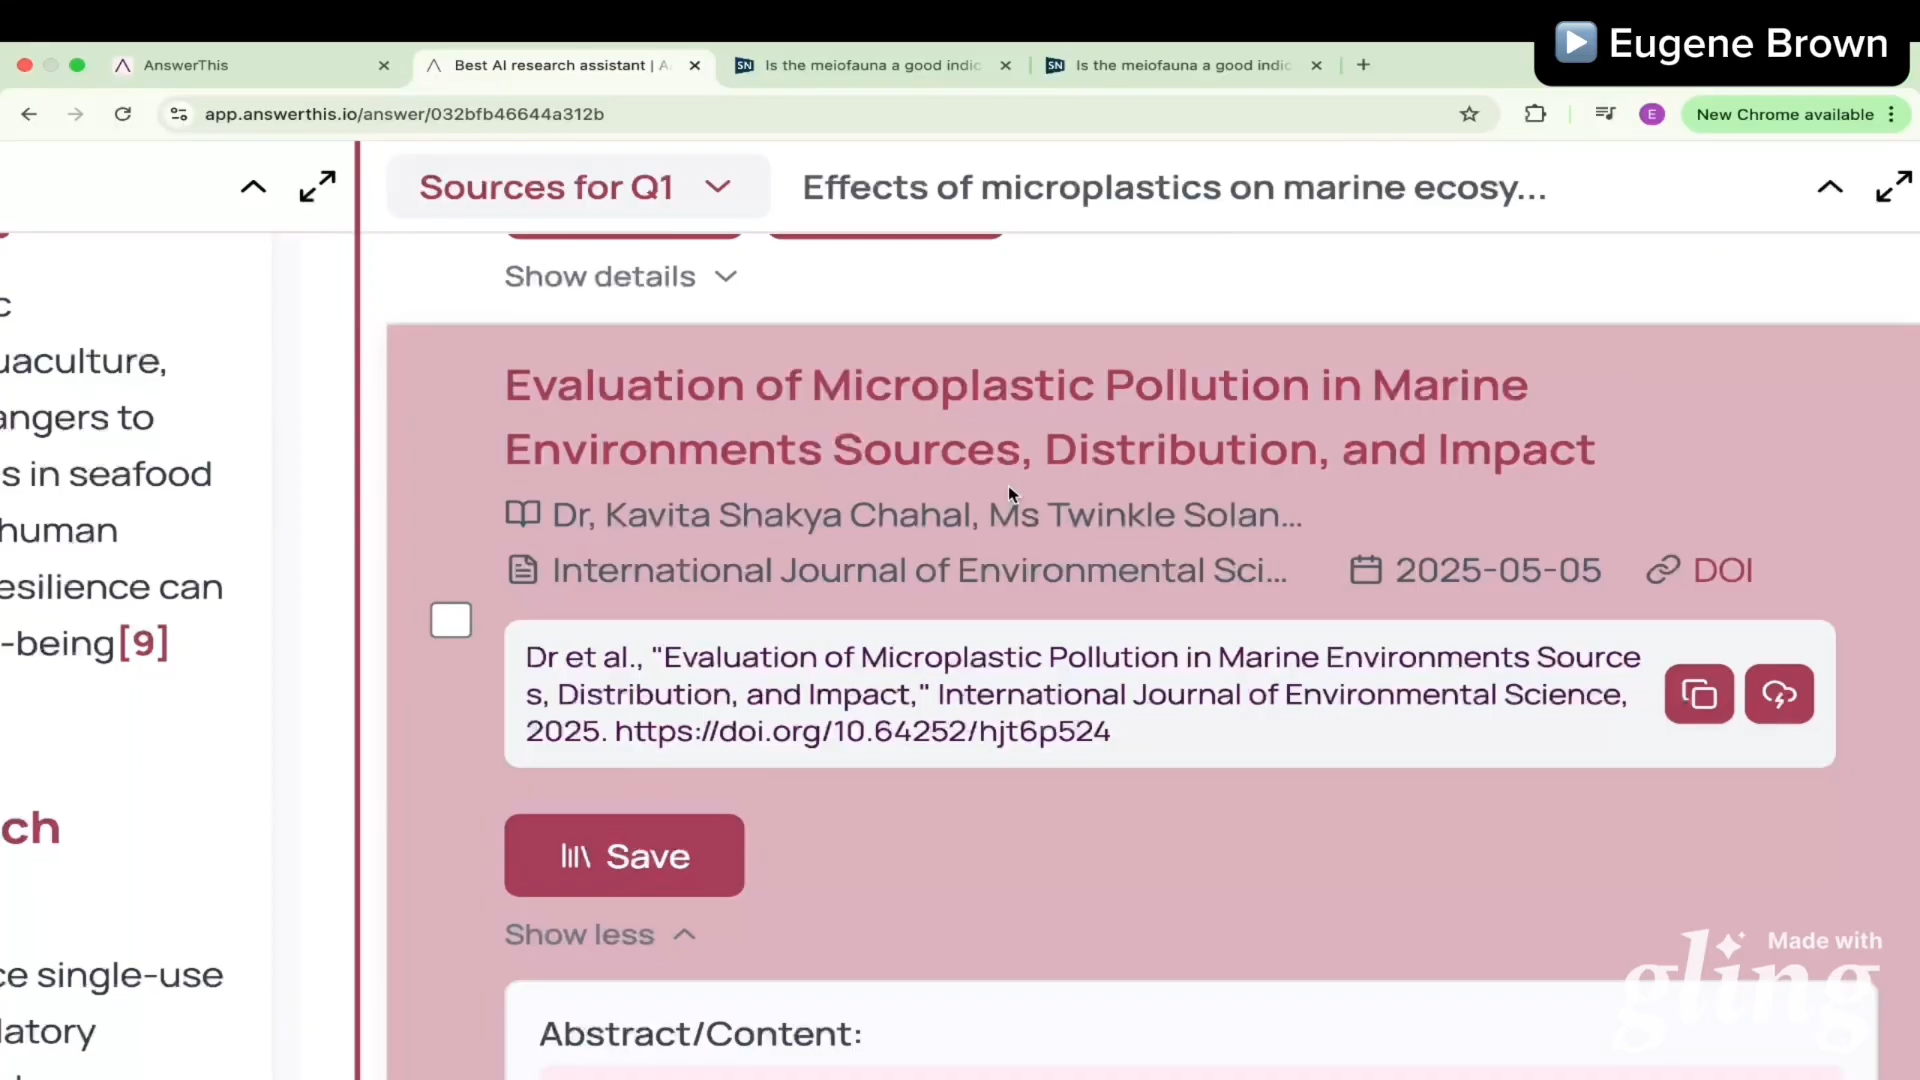 Eugene Brown
AnswerThis
Best AI research assistant | A
SN Is the meiofauna a good indic
SN Is the meiofauna a good indic
app.answerthis.io/answer/032bfb46644a312b
E
New Chrome available
Sources for Q1
Effects of microplastics on marine ecosy...
Show details
c
uaculture,
angers to
s in seafood
human
esilience can
-being[9]
ch
ce single-use
latory
Evaluation of Microplastic Pollution in Marine
Environments Sources, Distribution, and Impact
Dr, Kavita Shakya Chahal, Ms Twinkle Solan...
International Journal of Environmental Sci...
2025-05-05
DOI
Dr et al., "Evaluation of Microplastic Pollution in Marine Environments Source
s, Distribution, and Impact," International Journal of Environmental Science,
2025. https://doi.org/10.64252/hjt6p524
Save
Show less
Abstract/Content:
Made with
gling